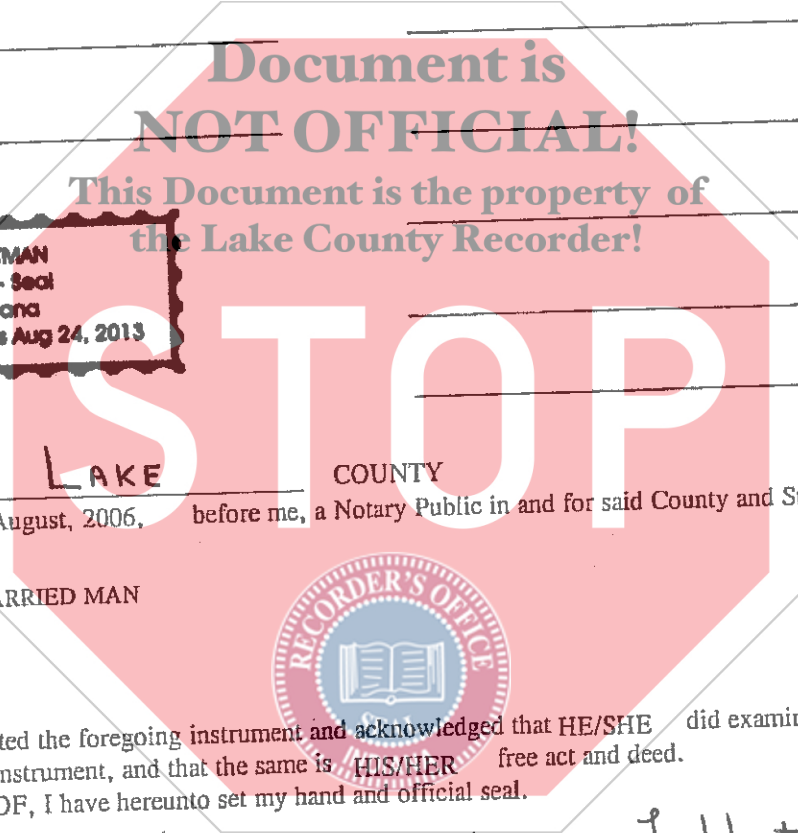 Document is
NOT OFFICIAL!
This Document is the property of
the Lake County Recorder!
MAN
- Seal
ana
s Aug 24, 2013
STOP
LAKE COUNTY
August, 2006, before me, a Notary Public in and for said County and S
ARRIED MAN
RECORDER'S OFFICE
ted the foregoing instrument and acknowledged that HE/SHE did examin
nstrument, and that the same is HIS/HER free act and deed.
OF, I have hereunto set my hand and official seal.